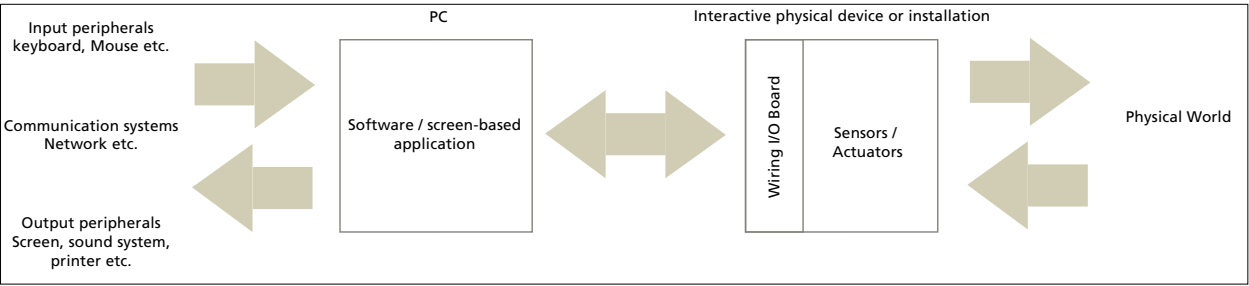 Input peripherals
keyboard, Mouse etc.
Communication systems
Network etc.
Output peripherals
Screen, sound system,
printer etc.
PC
Software / screen-based
application
Interactive physical device or installation
Wiring I/O Board
Sensors /
Actuators
Physical World